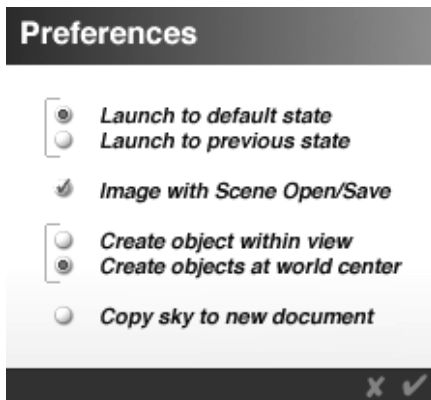 Preferences
Launch to default state
Launch to previous state
Image with Scene Open/Save
Create object within view
Create objects at world center
Copy sky to new document